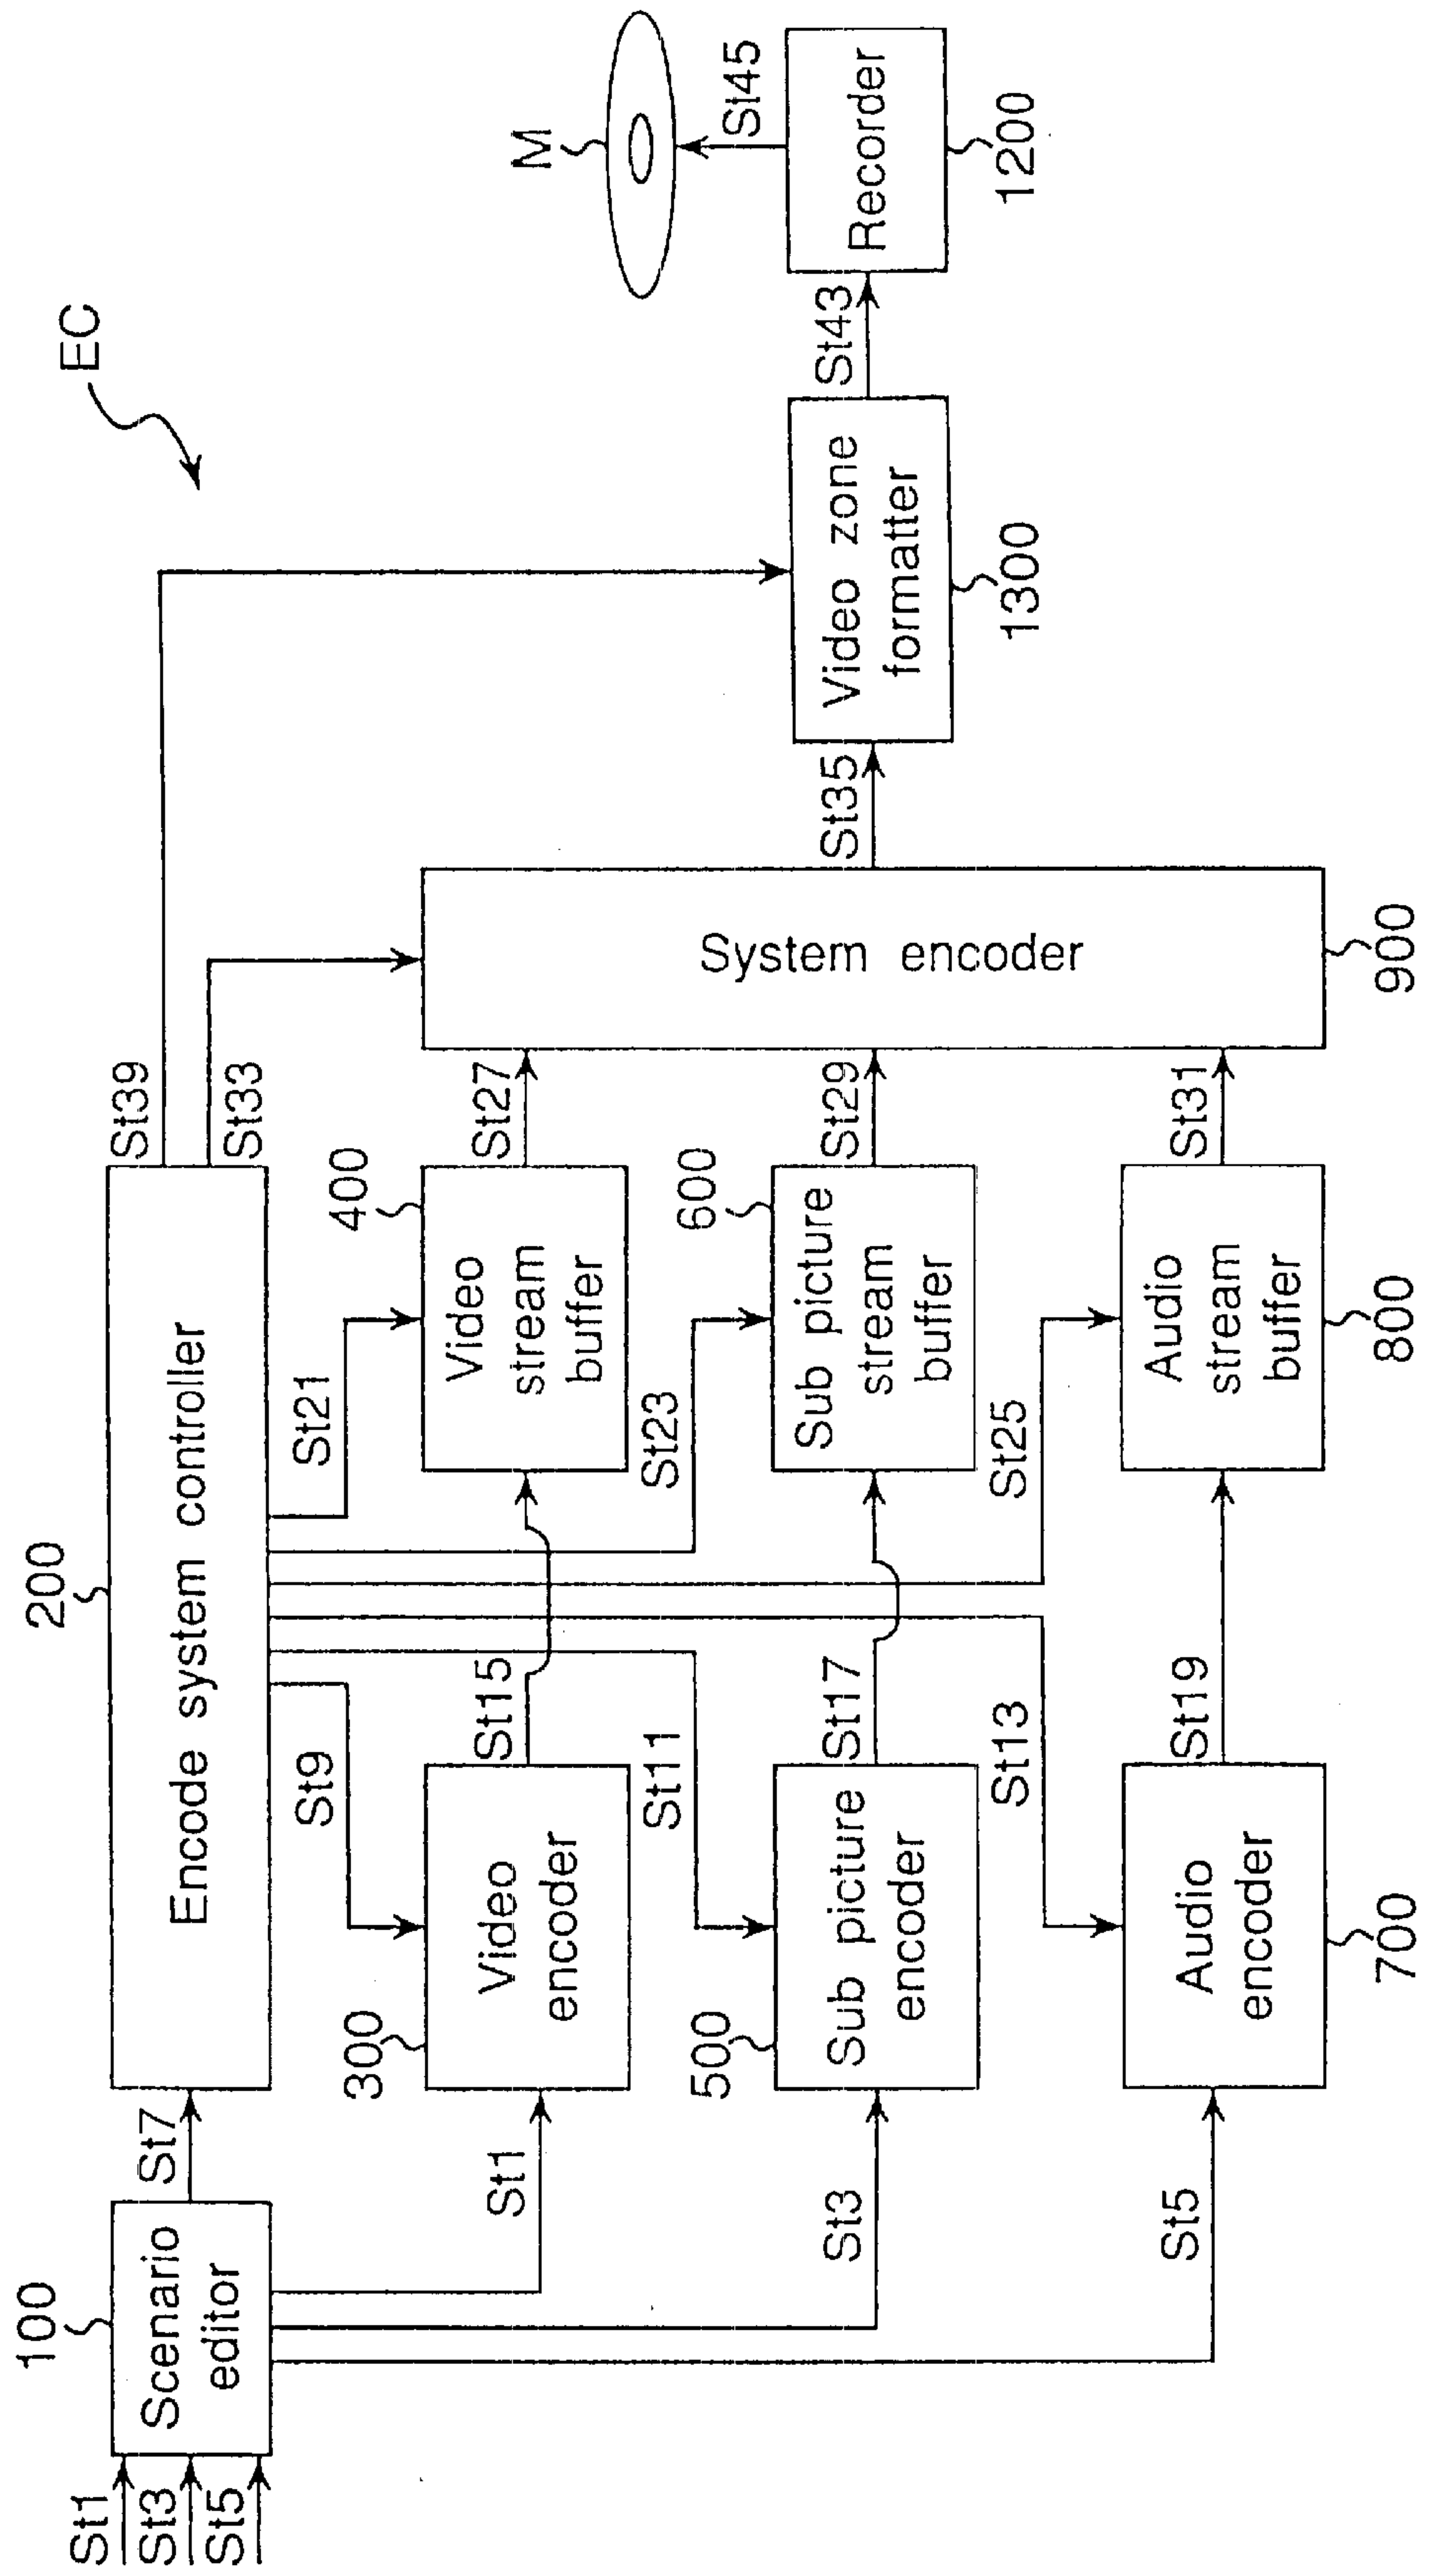 EC
100
200
St1
St3
St5
Scenario
editor
St7
Encode system controller
St39
St33
St9
St21
St1
300
Video
encoder
St15
400
Video
stream
buffer
St27
St11
St23
St3
500
Sub picture
encoder
St17
600
Sub picture
stream
buffer
St29
St13
St25
St5
Audio
encoder
700
St19
Audio
stream
buffer
800
St31
System encoder
900
St35
Video zone
formatter
1300
St43
Recorder
1200
St45
M